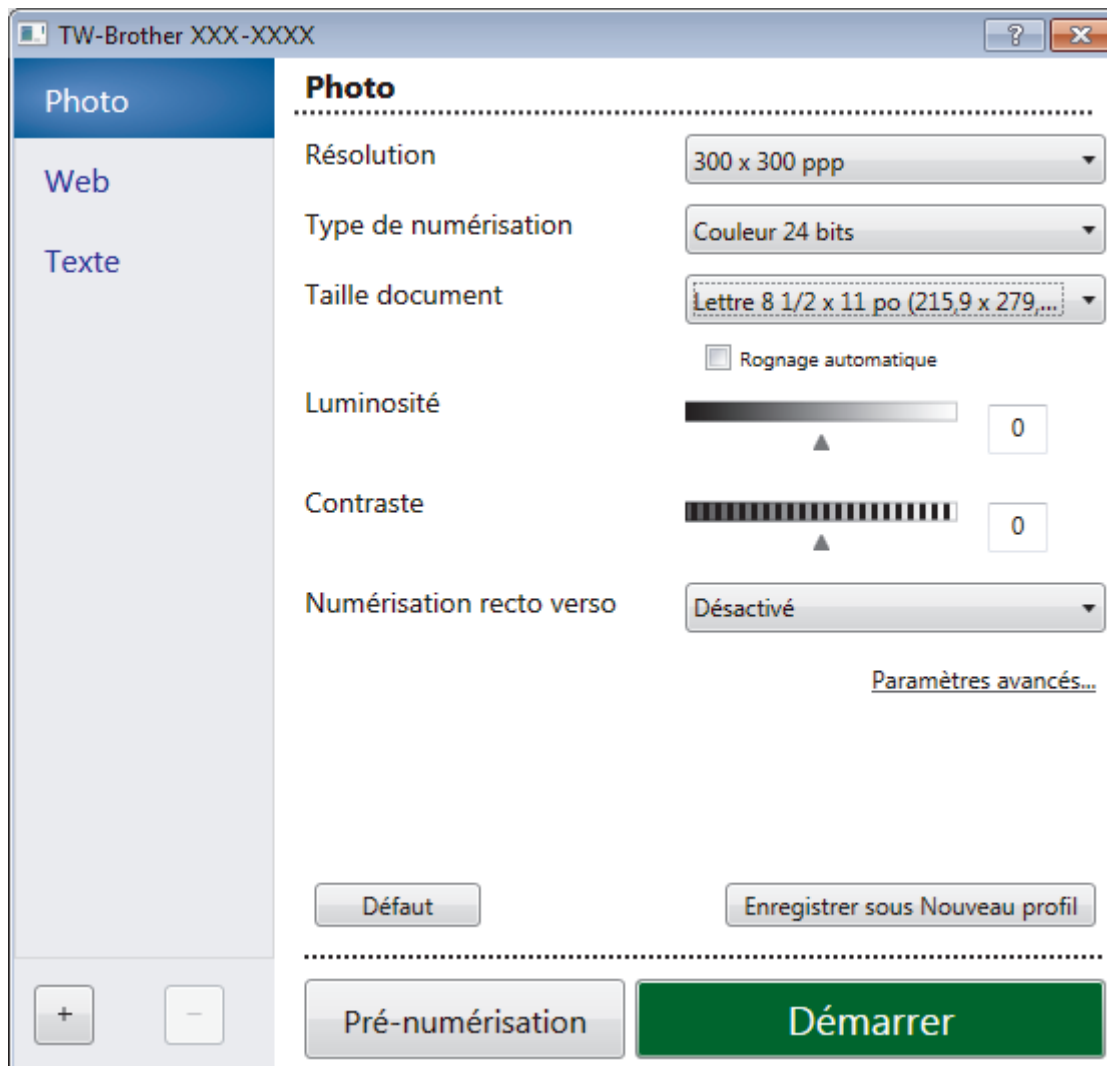 TW-Brother XXX-XXXX
?
Photo
Web
Texte
+
−
Photo
Résolution
300 x 300 ppp
Type de numérisation
Couleur 24 bits
Taille document
Lettre 8 1/2 x 11 po (215,9 x 279,...
Rognage automatique
Luminosité
0
Contraste
0
Numérisation recto verso
Désactivé
Paramètres avancés...
Défaut
Enregistrer sous Nouveau profil
Pré-numérisation
Démarrer